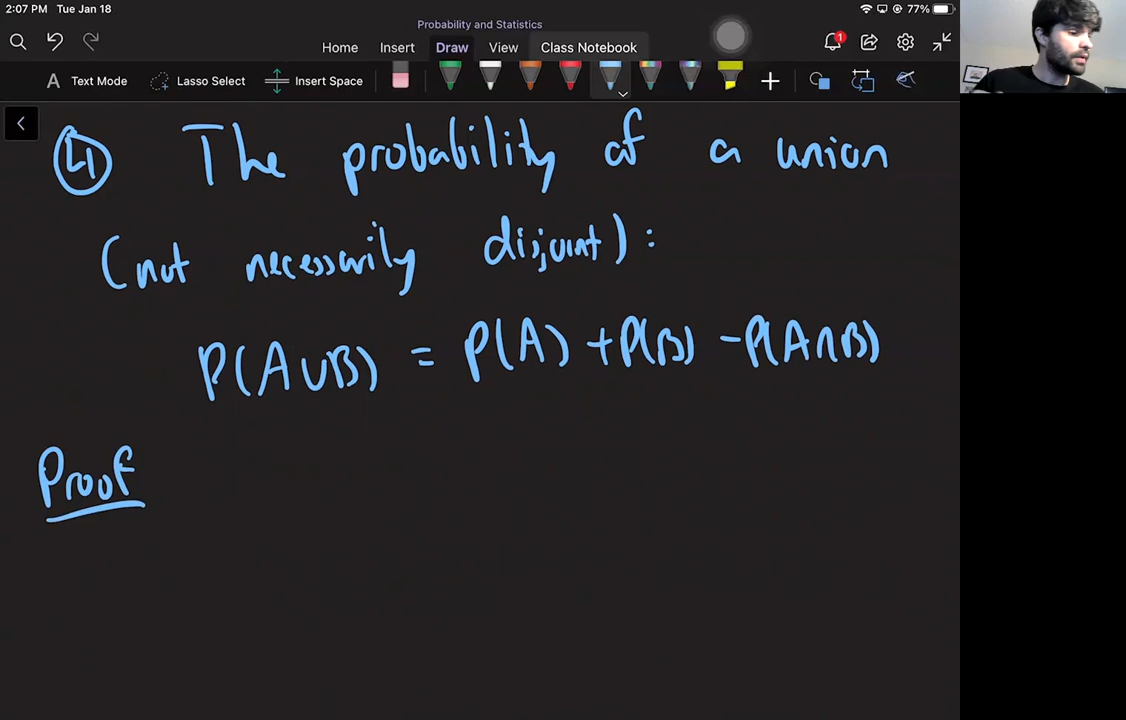 2:07 PM Tue Jan 18
77%
Probability and Statistics
Home Insert Draw View Class Notebook
1
A Text Mode Lasso Select Insert Space
④ The probability of a union
(not necessarily disjoint) :
P(A∪B) = P(A) + P(B) - P(A∩B)
Proof